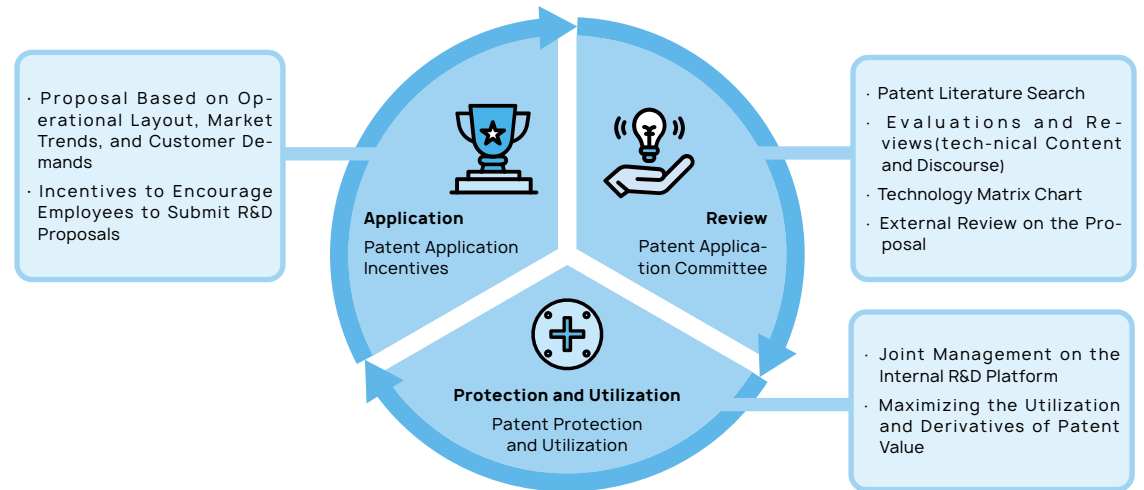 · Proposal Based on Op-
erational Layout, Market
Trends, and Customer De-
mands
· Incentives to Encourage
Employees to Submit R&D
Proposals
Application
Patent Application
Incentives
Review
Patent Applica-
tion Committee
· Patent Literature Search
· Evaluations and Re-
views(tech-nical Content
and Discourse)
· Technology Matrix Chart
· External Review on the Pro-
posal
Protection and Utilization
Patent Protection
and Utilization
· Joint Management on the
Internal R&D Platform
· Maximizing the Utilization
and Derivatives of Patent
Value